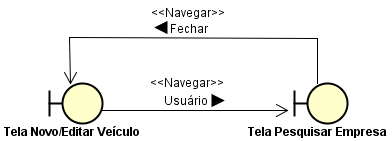 <<Navegar>>
Fechar
<<Navegar>>
Usuário
Tela Novo/Editar Veículo
Tela Pesquisar Empresa